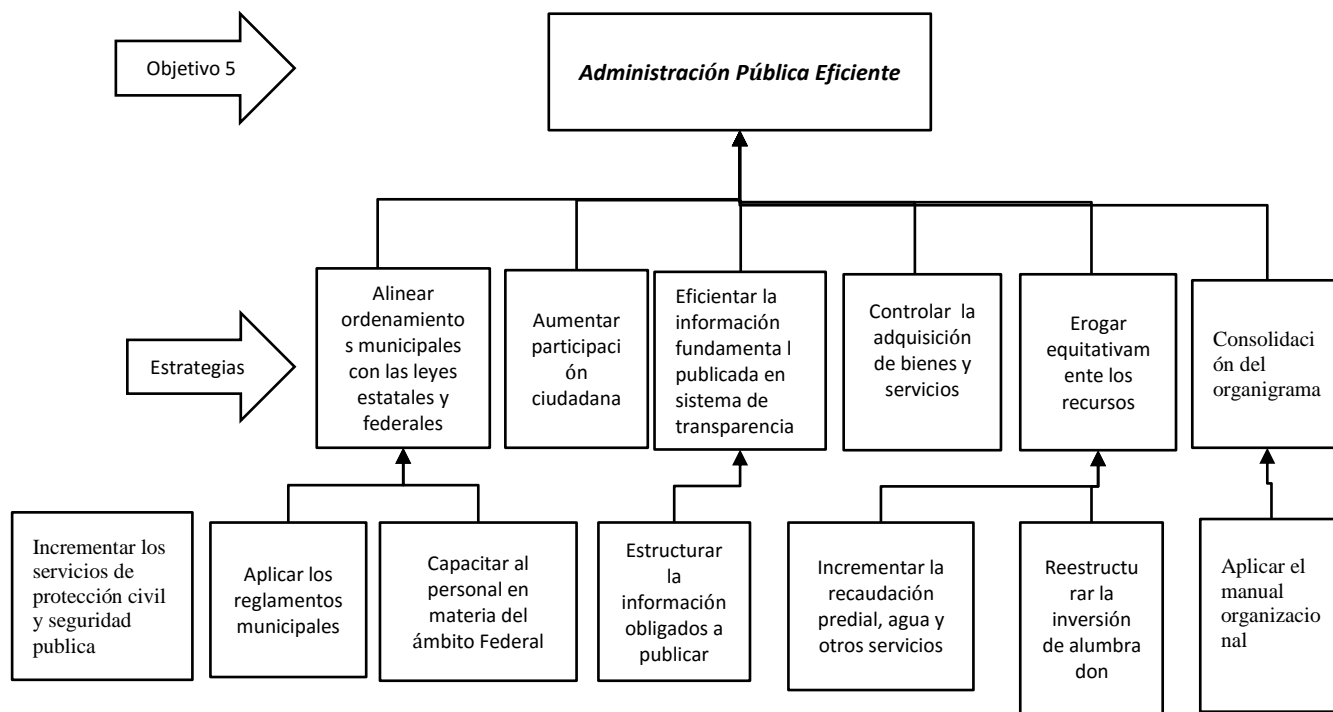 Objetivo 5
Administración Pública Eficiente
Estrategias
Alinear
ordenamiento
s municipales
con las leyes
estatales y
federales
Aumentar
participaci
ón
ciudadana
Eficientar la
información
fundamenta l
publicada en
sistema de
transparencia
Controlar la
adquisición
de bienes y
servicios
Erogar
equitativam
ente los
recursos
Consolidaci
ón del
organigrama
Incrementar los
servicios de
protección civil
y seguridad
publica
Aplicar los
reglamentos
municipales
Capacitar al
personal en
materia del
ámbito Federal
Estructurar
la
información
obligados a
publicar
Incrementar la
recaudación
predial, agua y
otros servicios
Reestructu
rar la
inversión
de alumbra
don
Aplicar el
manual
organizacio
nal